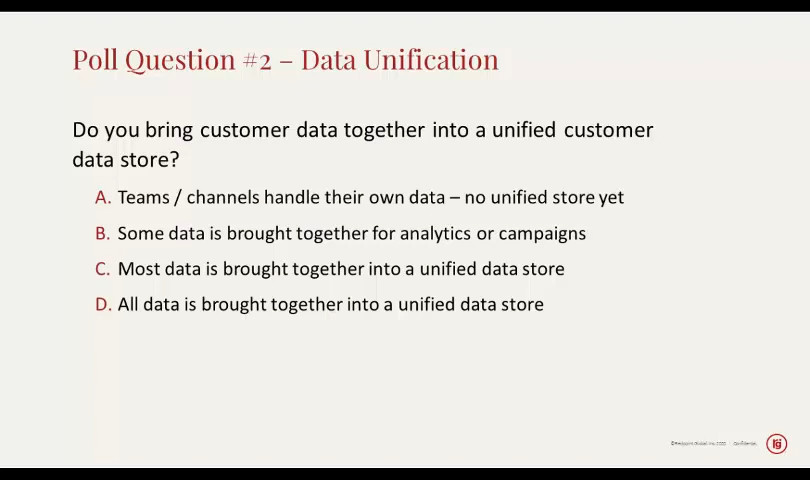 Poll Question #2 – Data Unification
Do you bring customer data together into a unified customer
data store?
A. Teams / channels handle their own data – no unified store yet
B. Some data is brought together for analytics or campaigns
C. Most data is brought together into a unified data store
D. All data is brought together into a unified data store
Confidential